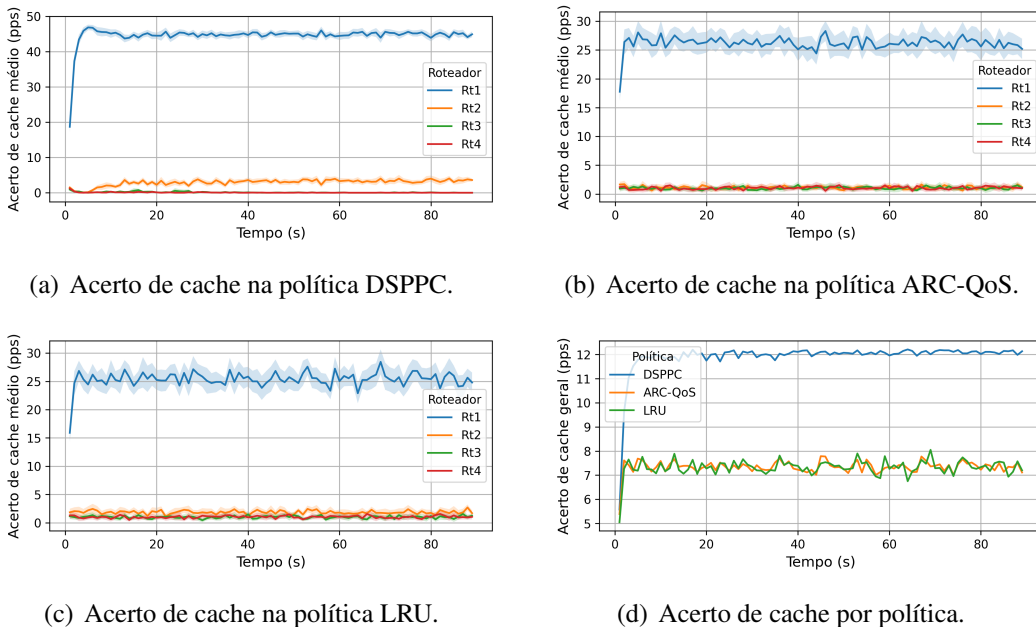 Acerto de cache médio (pps)
50
40
30
20
10
0
0
20
40
60
80
Tempo (s)
Roteador
Rt1
Rt2
Rt3
Rt4
(a) Acerto de cache na política DSPPC.
Acerto de cache médio (pps)
30
25
20
15
10
5
0
0
20
40
60
80
Tempo (s)
Roteador
Rt1
Rt2
Rt3
Rt4
(b) Acerto de cache na política ARC-QoS.
Acerto de cache médio (pps)
30
25
20
15
10
5
0
0
20
40
60
80
Tempo (s)
Roteador
Rt1
Rt2
Rt3
Rt4
(c) Acerto de cache na política LRU.
Acerto de cache geral (pps)
12
11
10
9
8
7
6
5
0
20
40
60
80
Tempo (s)
Política
DSPPC
ARC-QoS
LRU
(d) Acerto de cache por política.